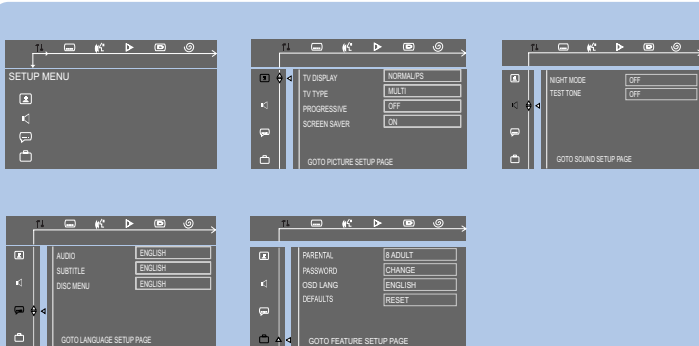 SETUP MENU
TV DISPLAY NORMAL/PS
TV TYPE MULTI
PROGRESSIVE OFF
SCREEN SAVER ON
GOTO PICTURE SETUP PAGE
NIGHT MODE OFF
TEST TONE OFF
GOTO SOUND SETUP PAGE
AUDIO ENGLISH
SUBTITLE ENGLISH
DISC MENU ENGLISH
GOTO LANGUAGE SETUP PAGE
PARENTAL 8 ADULT
PASSWORD CHANGE
OSD LANG ENGLISH
DEFAULTS RESET
GOTO FEATURE SETUP PAGE